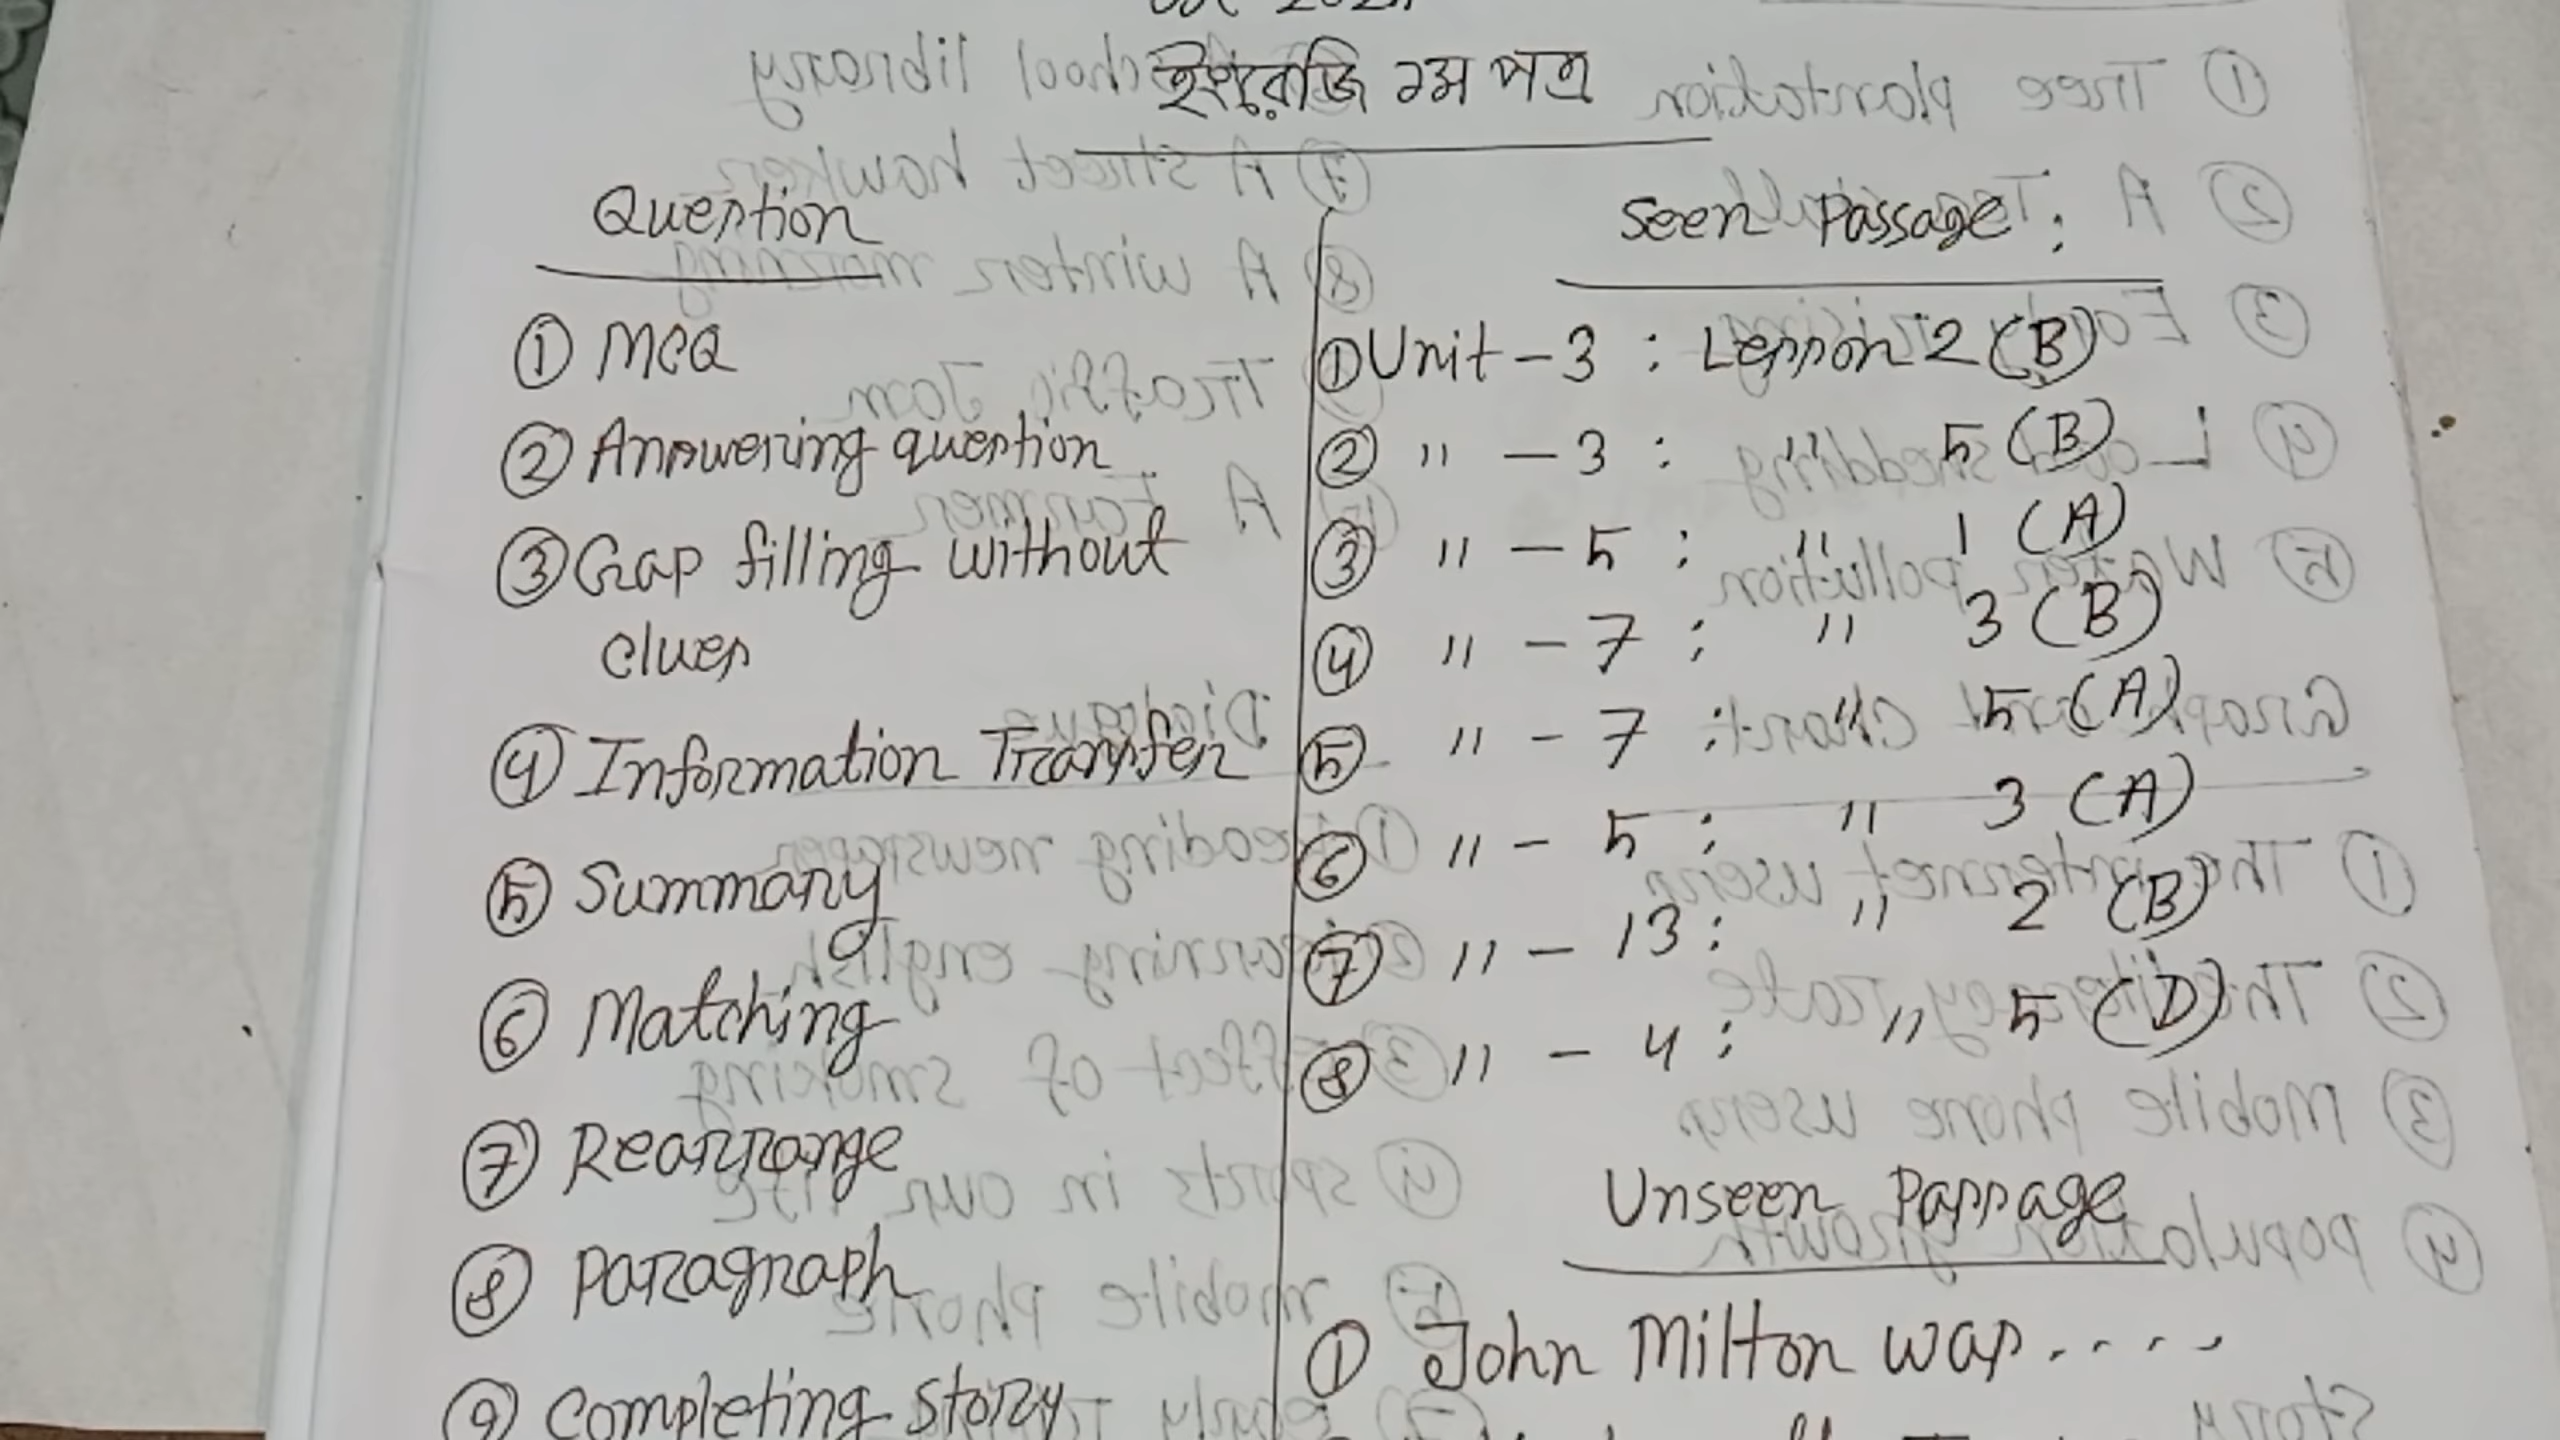 ইংরেজি ১ম পত্র
Question
① MCQ
② Answering question
③ Gap filling without
clues
④ Information Transfer
⑤ Summary
⑥ Matching
⑦ Rearrange
⑧ Paragraph
⑨ Completing story
Seen Passage:
① Unit - 3 : Lesson 2 (B)
② " - 3 : " 5 (B)
③ " - 5 : " 1 (A)
④ " - 7 : " 3 (B)
⑤ " - 7 : " 5 (A)
⑥ " - 5 : " 3 (A)
⑦ " - 13 : " 2 (B)
⑧ " - 4 : " 5 (D)
Unseen Passage
① John Milton was....